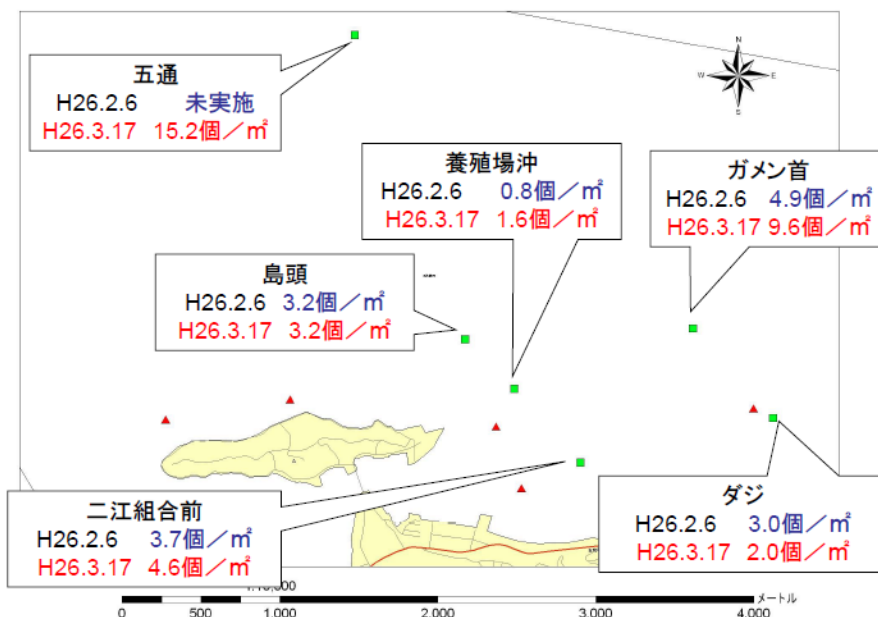 五通
H26.2.6 未実施
H26.3.17 15.2個／㎡
N
W
E
S
養殖場沖
H26.2.6 0.8個／㎡
H26.3.17 1.6個／㎡
ガメン首
H26.2.6 4.9個／㎡
H26.3.17 9.6個／㎡
島頭
H26.2.6 3.2個／㎡
H26.3.17 3.2個／㎡
二江組合前
H26.2.6 3.7個／㎡
H26.3.17 4.6個／㎡
ダジ
H26.2.6 3.0個／㎡
H26.3.17 2.0個／㎡
メートル
0 500 1,000 2,000 3,000 4,000